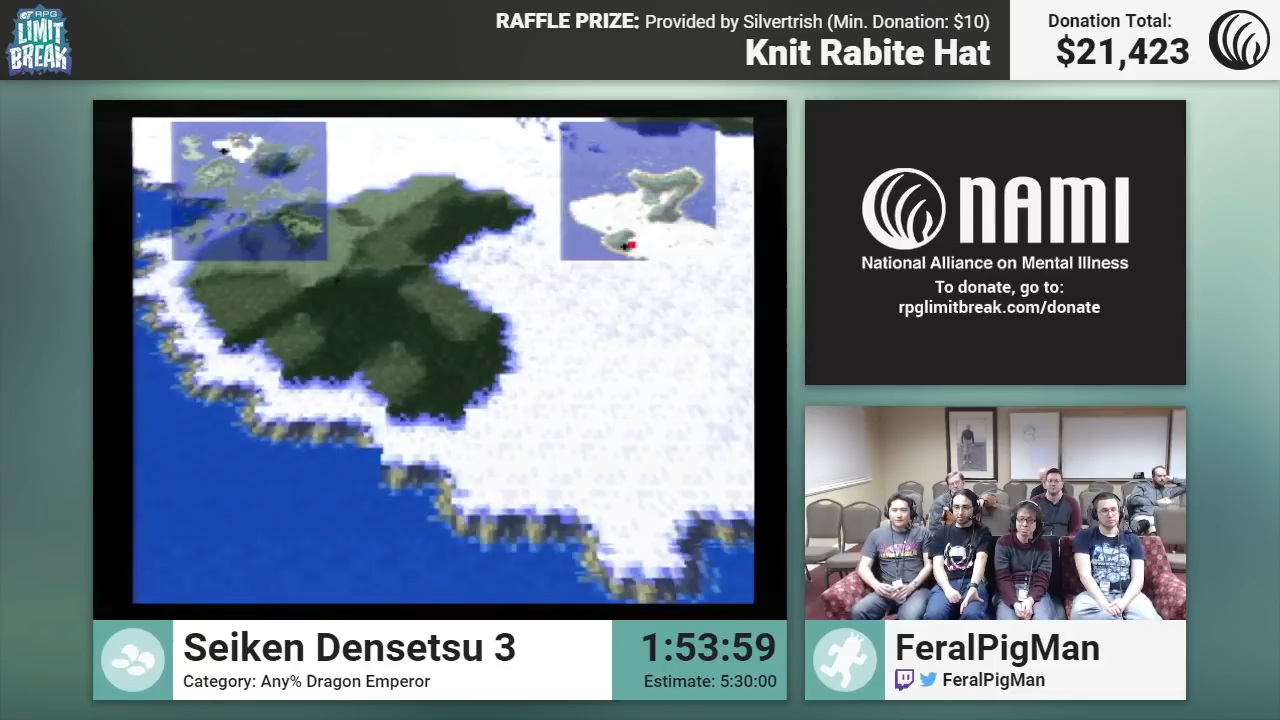 RPG
LIMIT
BREAK
RAFFLE PRIZE: Provided by Silvertrish (Min. Donation: $10)
Knit Rabite Hat
Donation Total:
$21,423
NAMI
National Alliance on Mental Illness
To donate, go to:
rpglimitbreak.com/donate
Seiken Densetsu 3
Category: Any% Dragon Emperor
1:53:59
Estimate: 5:30:00
FeralPigMan
FeralPigMan